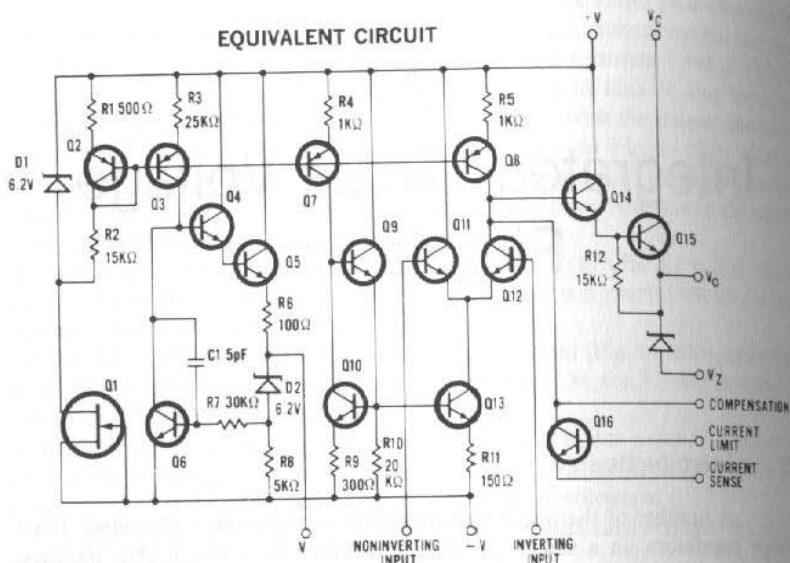 EQUIVALENT CIRCUIT
+V
VC
R1 500Ω
R3
25KΩ
R4
1KΩ
R5
1KΩ
D1
6.2V
Q2
Q3
Q7
Q8
R2
15KΩ
Q4
Q5
Q9
Q11
Q12
Q14
Q15
R12
15KΩ
VO
R6
100Ω
C1 5pF
D2
6.2V
VZ
Q1
Q6
R7 30KΩ
Q10
Q13
COMPENSATION
Q16
CURRENT
LIMIT
CURRENT
SENSE
R8
5KΩ
R9
300Ω
R10
20
KΩ
R11
150Ω
V
NONINVERTING
INPUT
-V
INVERTING
INPUT